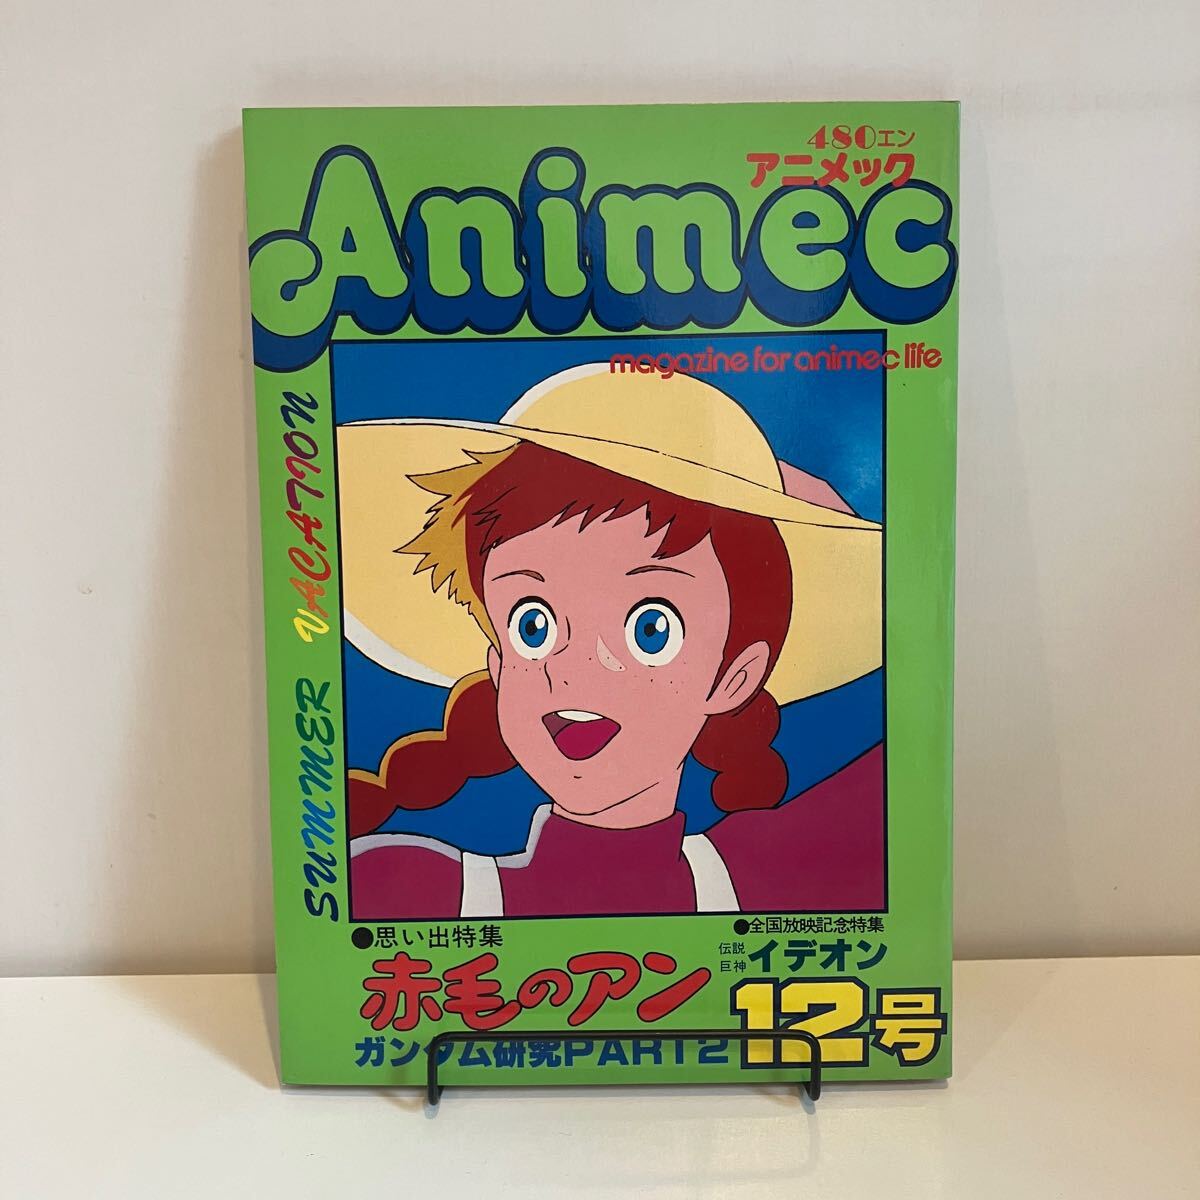 480エン
アニメック
Animec
magazine for animec life
SUMMER VACATION
●思い出特集
赤毛のアン
ガンダム研究PART2
●全国放映記念特集
伝説
巨神
イデオン
12号